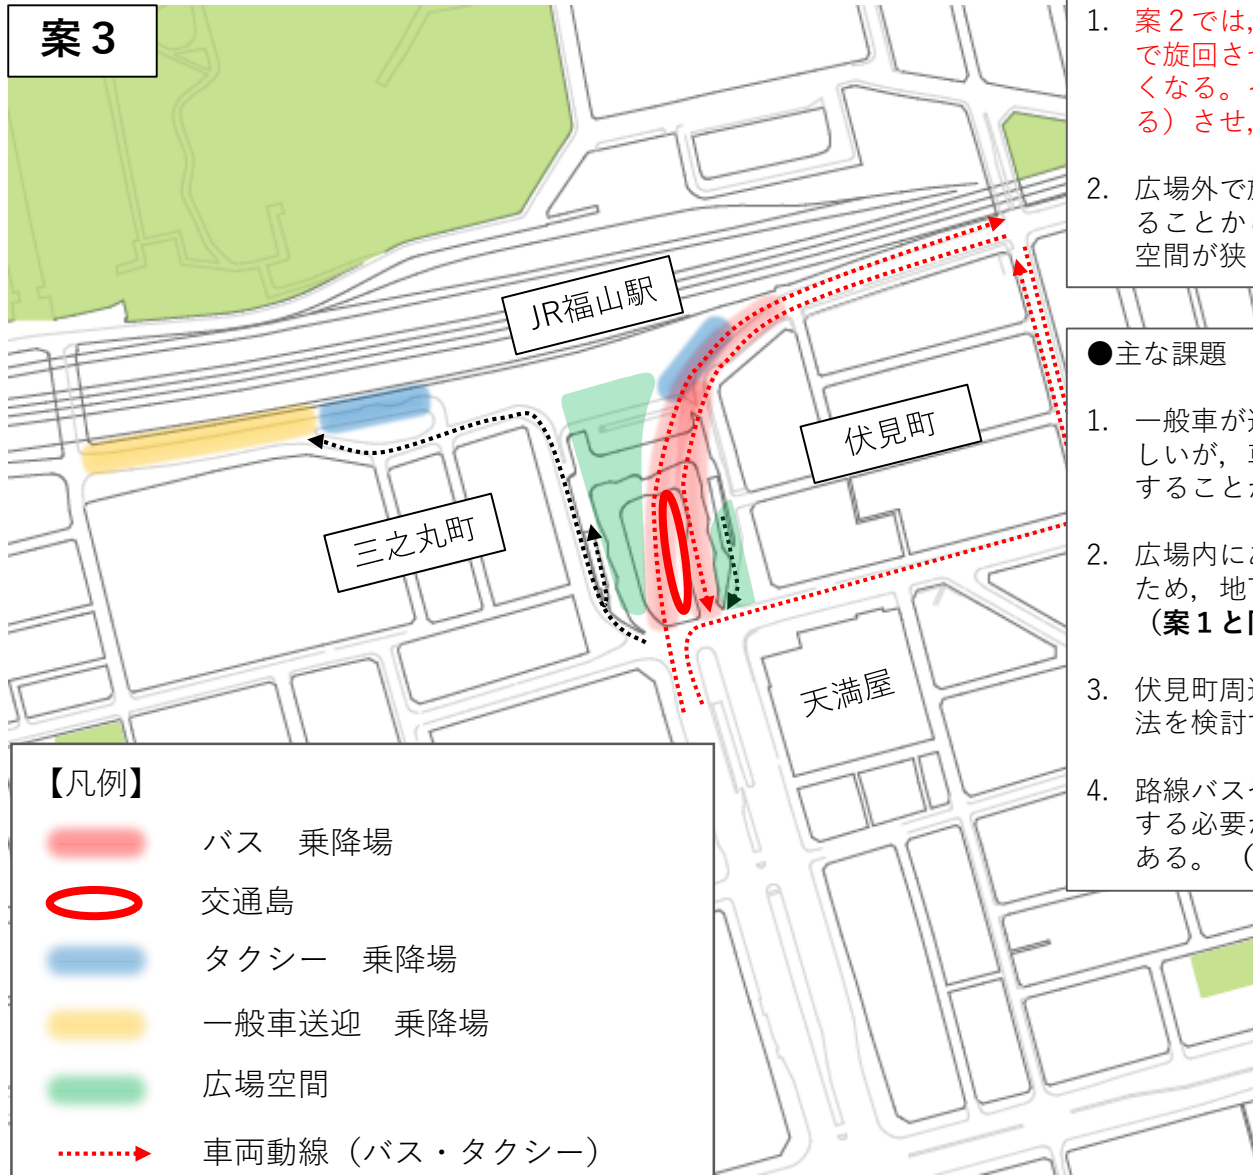 案３
JR福山駅
伏見町
三之丸町
天満屋
【凡例】
バス　乗降場
交通島
タクシー　乗降場
一般車送迎　乗降場
広場空間
車両動線（バス・タクシー）
1. 案２では，
で旋回させ
くなる。
る）させ，
2. 広場外で
ることか
空間が狭
●主な課題
1. 一般車が
しいが，
することが
2. 広場内に
ため，地
（案１と
3. 伏見町周
法を検討
4. 路線バス
する必要が
ある。（